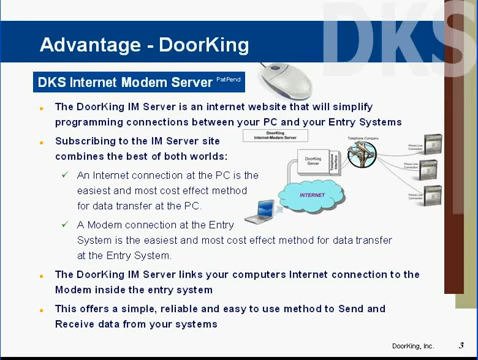 DKS
Advantage - DoorKing
DKS Internet Modem Server PatPend
The DoorKing IM Server is an internet website that will simplify
programming connections between your PC and your Entry Systems
DoorKing
Internet-Modem Server
Telephone Company
DoorKing
Server
INTERNET
Subscribing to the IM Server site
combines the best of both worlds:
An Internet connection at the PC is the
easiest and most cost effect method
for data transfer at the PC.
A Modem connection at the Entry
System is the easiest and most cost effect method for data transfer
at the Entry System.
The DoorKing IM Server links your computers Internet connection to the
Modem inside the entry system
This offers a simple, reliable and easy to use method to Send and
Receive data from your systems
DoorKing, Inc. 3